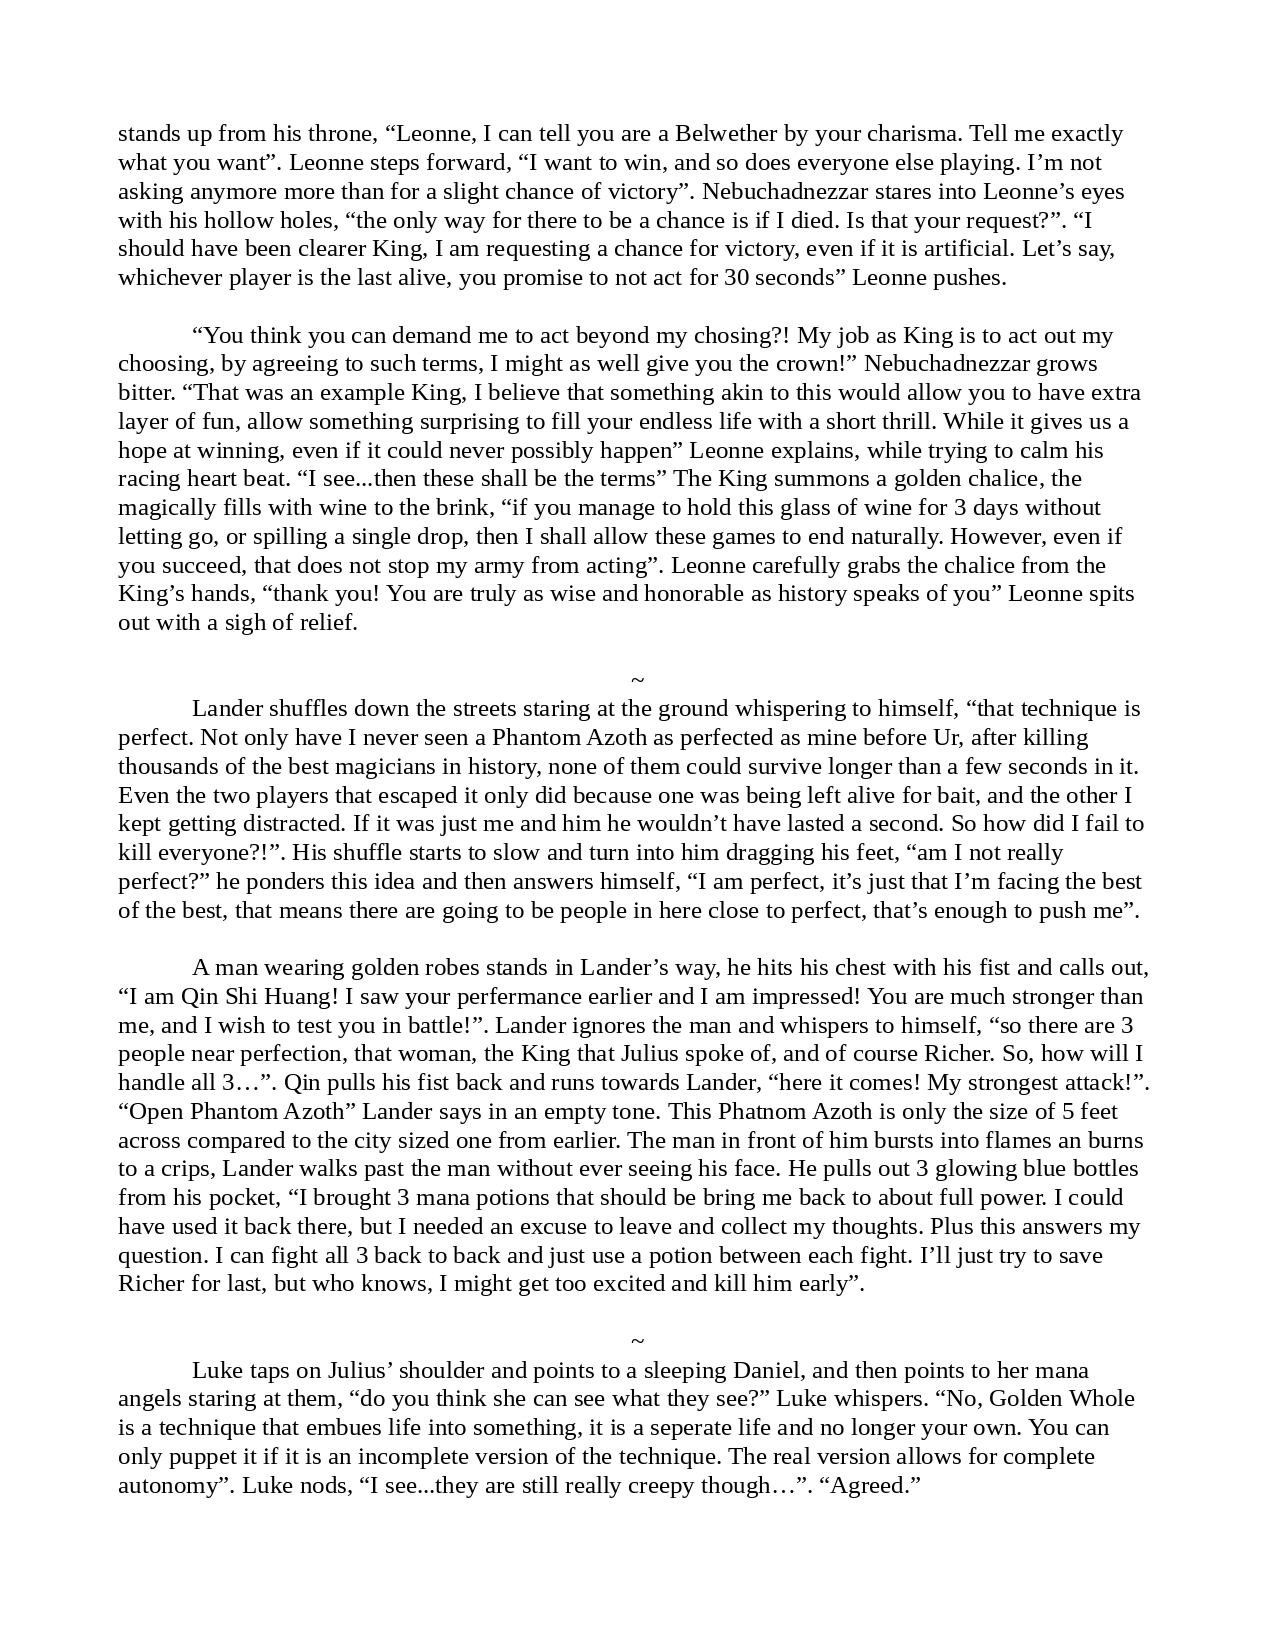 stands up from his throne, “Leonne, I can tell you are a Belwether by your charisma. Tell me exactly
what you want”. Leonne steps forward, “I want to win, and so does everyone else playing. I’m not
asking anymore more than for a slight chance of victory”. Nebuchadnezzar stares into Leonne’s eyes
with his hollow holes, “the only way for there to be a chance is if I died. Is that your request?”. “I
should have been clearer King, I am requesting a chance for victory, even if it is artificial. Let’s say,
whichever player is the last alive, you promise to not act for 30 seconds” Leonne pushes.
“You think you can demand me to act beyond my chosing?! My job as King is to act out my
choosing, by agreeing to such terms, I might as well give you the crown!” Nebuchadnezzar grows
bitter. “That was an example King, I believe that something akin to this would allow you to have extra
layer of fun, allow something surprising to fill your endless life with a short thrill. While it gives us a
hope at winning, even if it could never possibly happen” Leonne explains, while trying to calm his
racing heart beat. “I see...then these shall be the terms” The King summons a golden chalice, the
magically fills with wine to the brink, “if you manage to hold this glass of wine for 3 days without
letting go, or spilling a single drop, then I shall allow these games to end naturally. However, even if
you succeed, that does not stop my army from acting”. Leonne carefully grabs the chalice from the
King’s hands, “thank you! You are truly as wise and honorable as history speaks of you” Leonne spits
out with a sigh of relief.
~
Lander shuffles down the streets staring at the ground whispering to himself, “that technique is
perfect. Not only have I never seen a Phantom Azoth as perfected as mine before Ur, after killing
thousands of the best magicians in history, none of them could survive longer than a few seconds in it.
Even the two players that escaped it only did because one was being left alive for bait, and the other I
kept getting distracted. If it was just me and him he wouldn’t have lasted a second. So how did I fail to
kill everyone?!”. His shuffle starts to slow and turn into him dragging his feet, “am I not really
perfect?” he ponders this idea and then answers himself, “I am perfect, it’s just that I’m facing the best
of the best, that means there are going to be people in here close to perfect, that’s enough to push me”.
A man wearing golden robes stands in Lander’s way, he hits his chest with his fist and calls out,
“I am Qin Shi Huang! I saw your perfermance earlier and I am impressed! You are much stronger than
me, and I wish to test you in battle!”. Lander ignores the man and whispers to himself, “so there are 3
people near perfection, that woman, the King that Julius spoke of, and of course Richer. So, how will I
handle all 3…”. Qin pulls his fist back and runs towards Lander, “here it comes! My strongest attack!”.
“Open Phantom Azoth” Lander says in an empty tone. This Phatnom Azoth is only the size of 5 feet
across compared to the city sized one from earlier. The man in front of him bursts into flames an burns
to a crips, Lander walks past the man without ever seeing his face. He pulls out 3 glowing blue bottles
from his pocket, “I brought 3 mana potions that should be bring me back to about full power. I could
have used it back there, but I needed an excuse to leave and collect my thoughts. Plus this answers my
question. I can fight all 3 back to back and just use a potion between each fight. I’ll just try to save
Richer for last, but who knows, I might get too excited and kill him early”.
~
Luke taps on Julius’ shoulder and points to a sleeping Daniel, and then points to her mana
angels staring at them, “do you think she can see what they see?” Luke whispers. “No, Golden Whole
is a technique that embues life into something, it is a seperate life and no longer your own. You can
only puppet it if it is an incomplete version of the technique. The real version allows for complete
autonomy”. Luke nods, “I see...they are still really creepy though…”. “Agreed.”